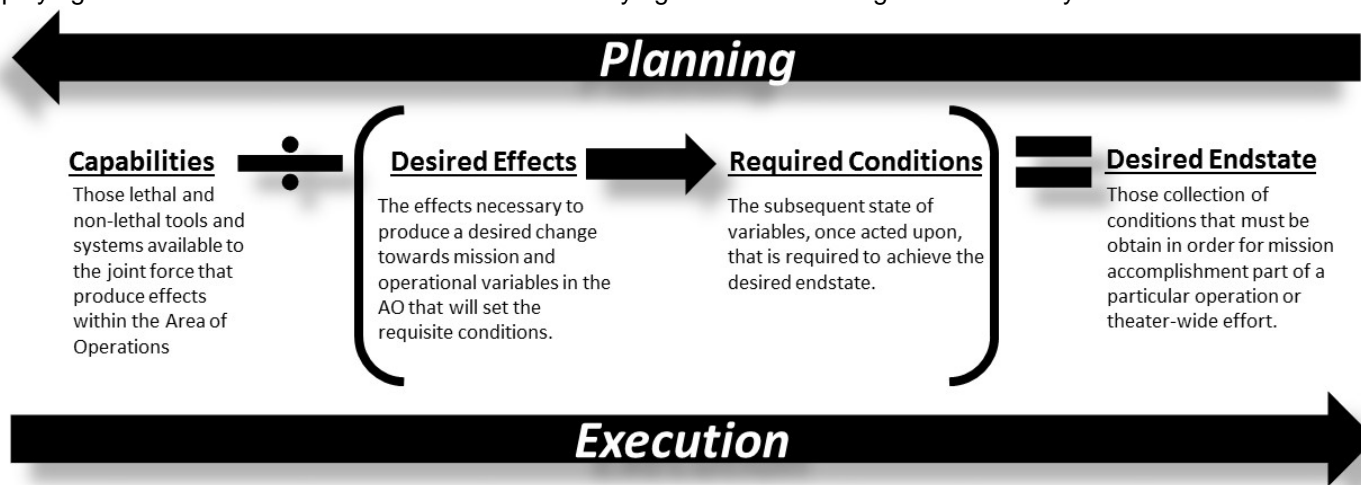 Planning
Capabilities
Those lethal and
non-lethal tools and
systems available to
the joint force that
produce effects
within the Area of
Operations
÷
Desired Effects
The effects necessary to
produce a desired change
towards mission and
operational variables in the
AO that will set the
requisite conditions.
Required Conditions
The subsequent state of
variables, once acted upon,
that is required to achieve the
desired endstate.
=
Desired Endstate
Those collection of
conditions that must be
obtain in order for mission
accomplishment part of a
particular operation or
theater-wide effort.
Execution